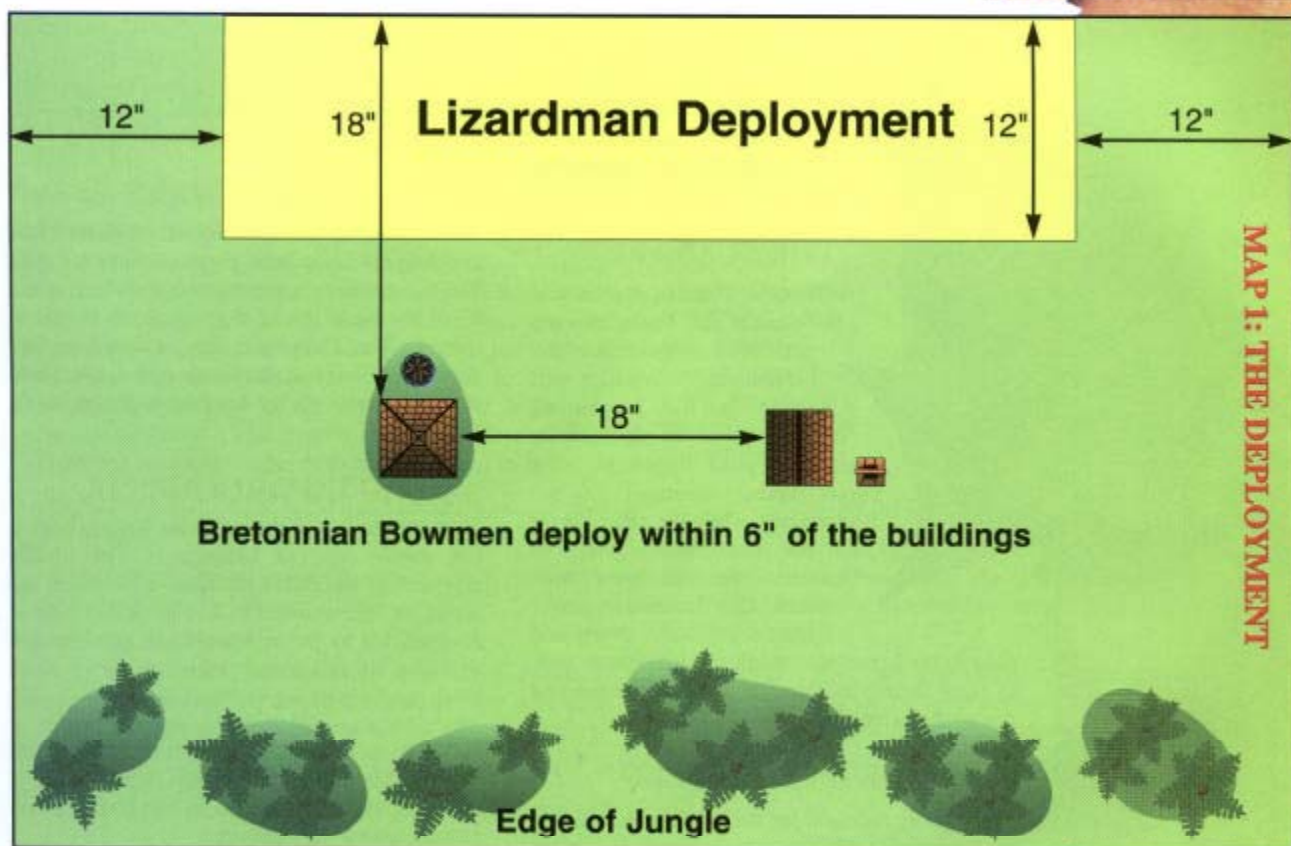 12"
18"
Lizardman Deployment
12"
12"
18"
Bretonnian Bowmen deploy within 6" of the buildings
Edge of Jungle
MAP 1: THE DEPLOYMENT